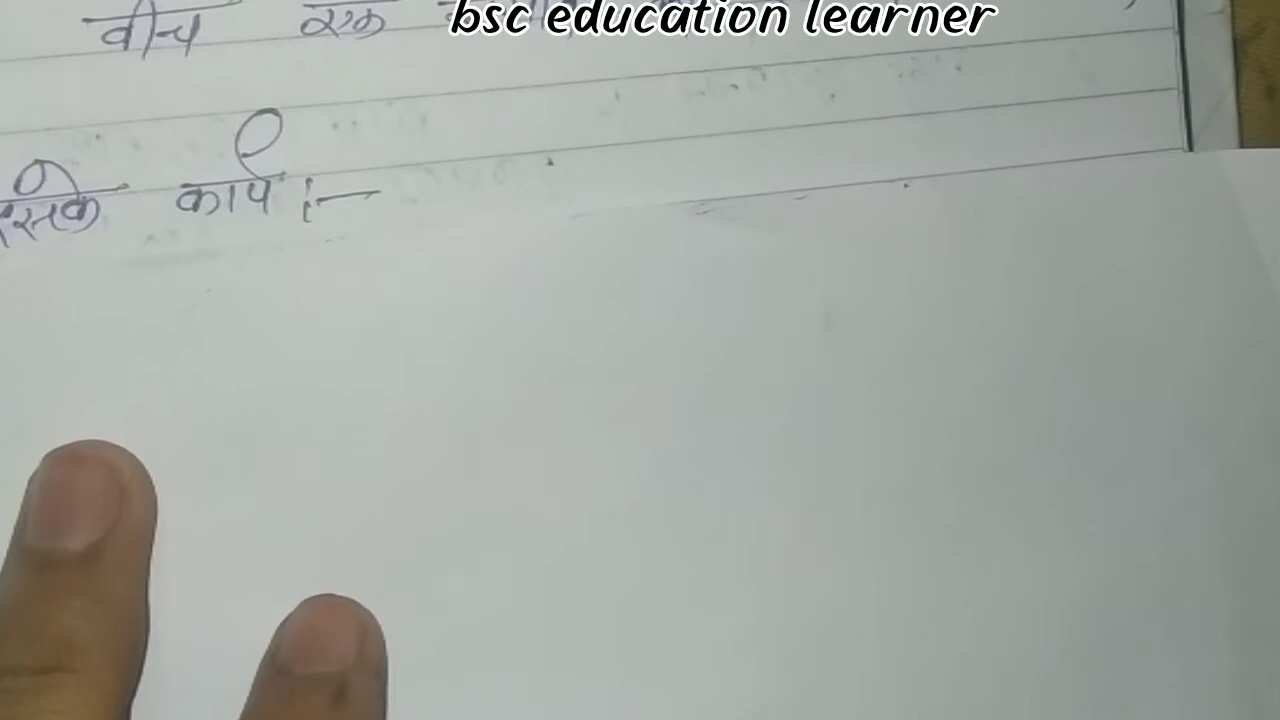 bsc education learner
बीच एक
इसके कार्य :-